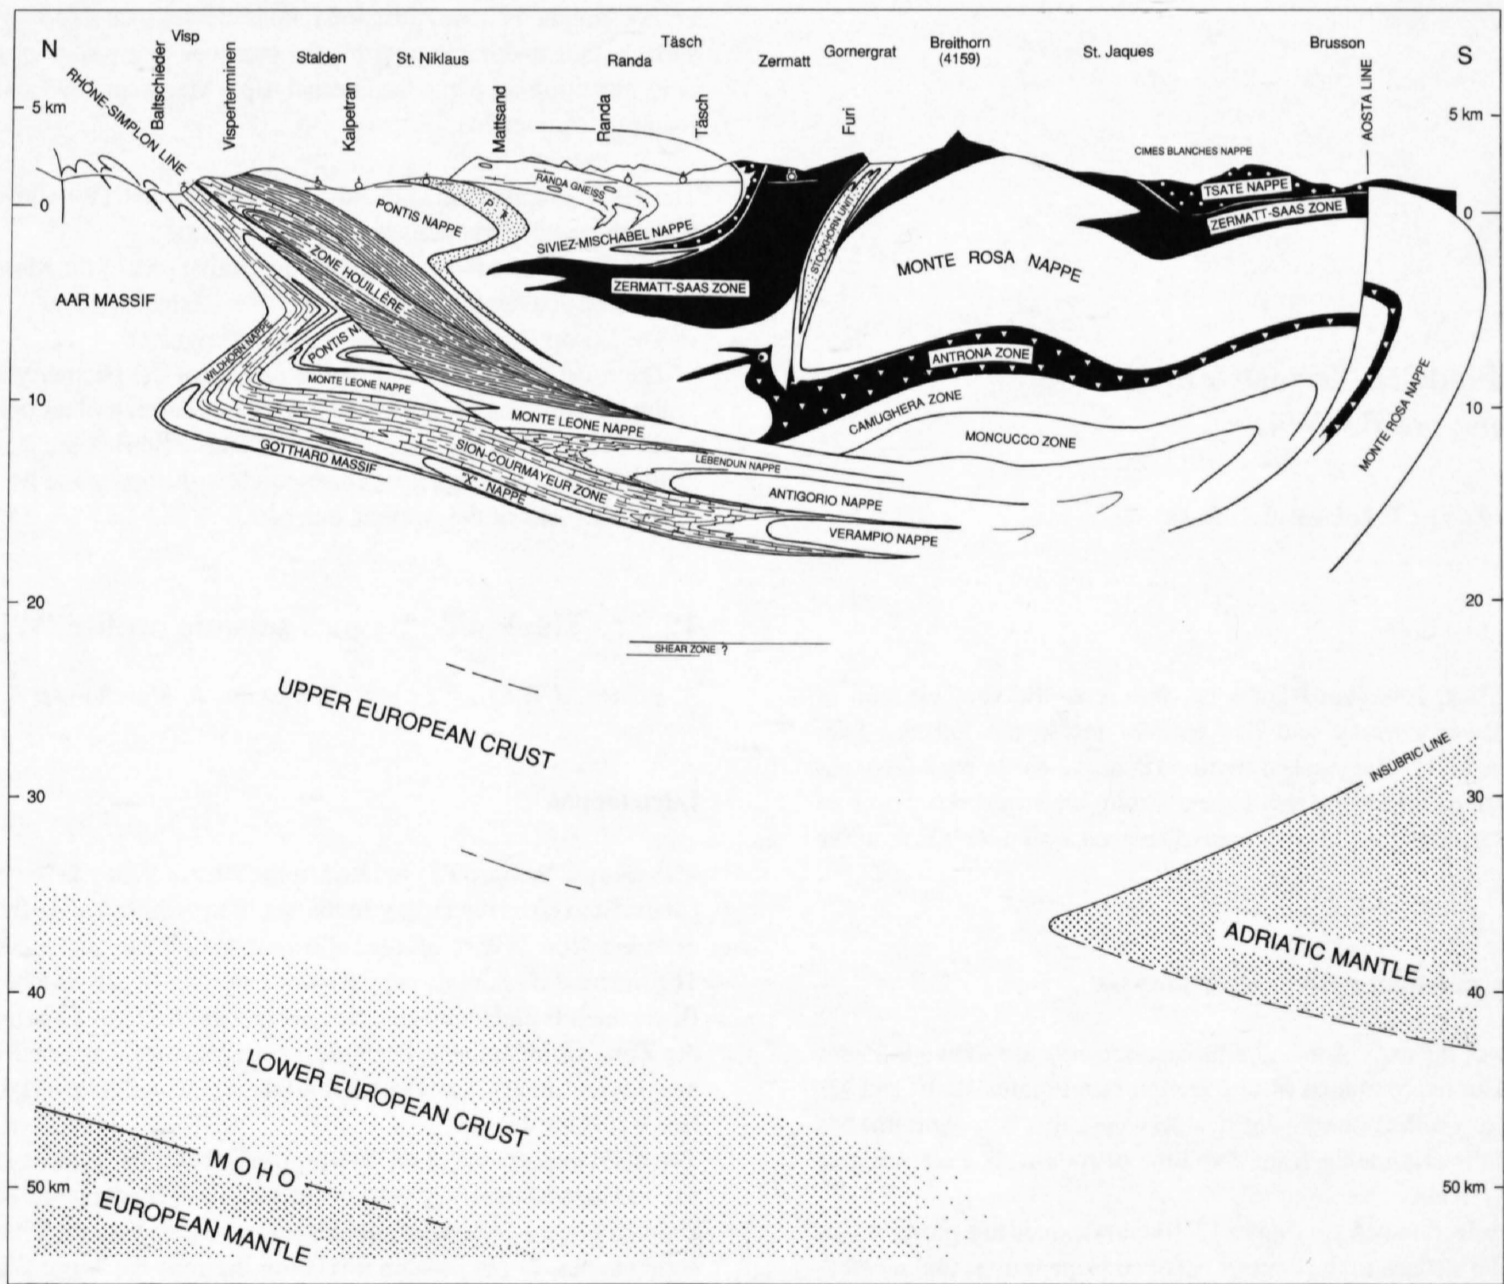 N
Visp
Baltschieder
Visperterminen
Stalden
Kalpetran
St. Niklaus
Mattsand
Täsch
Randa
Randa
Täsch
Zermatt
Furi
Gornergrat
Breithorn
(4159)
St. Jaques
Brusson
S
RHÔNE-SIMPLON LINE
AOSTA LINE
5 km
5 km
CIMES BLANCHES NAPPE
RANDA GNEISS
TSATE NAPPE
0
0
PONTIS NAPPE
P.
SIVIEZ-MISCHABEL NAPPE
STOCKHORN UNIT
ZERMATT-SAAS ZONE
ZONE HOUILLÈRE
MONTE ROSA NAPPE
AAR MASSIF
ZERMATT-SAAS ZONE
WILDHORN NAPPE
PONTIS N.
ANTRONA ZONE
MONTE LEONE NAPPE
MONTE ROSA NAPPE
10
10
MONTE LEONE NAPPE
CAMUGHERA ZONE
MONCUCCO ZONE
GOTTHARD MASSIF
SION-COURMAYEUR ZONE
LEBENDUN NAPPE
"X" - NAPPE
ANTIGORIO NAPPE
VERAMPIO NAPPE
20
20
SHEAR ZONE ?
UPPER EUROPEAN CRUST
INSUBRIC LINE
30
30
ADRIATIC MANTLE
40
40
LOWER EUROPEAN CRUST
MOHO
50 km
50 km
EUROPEAN MANTLE